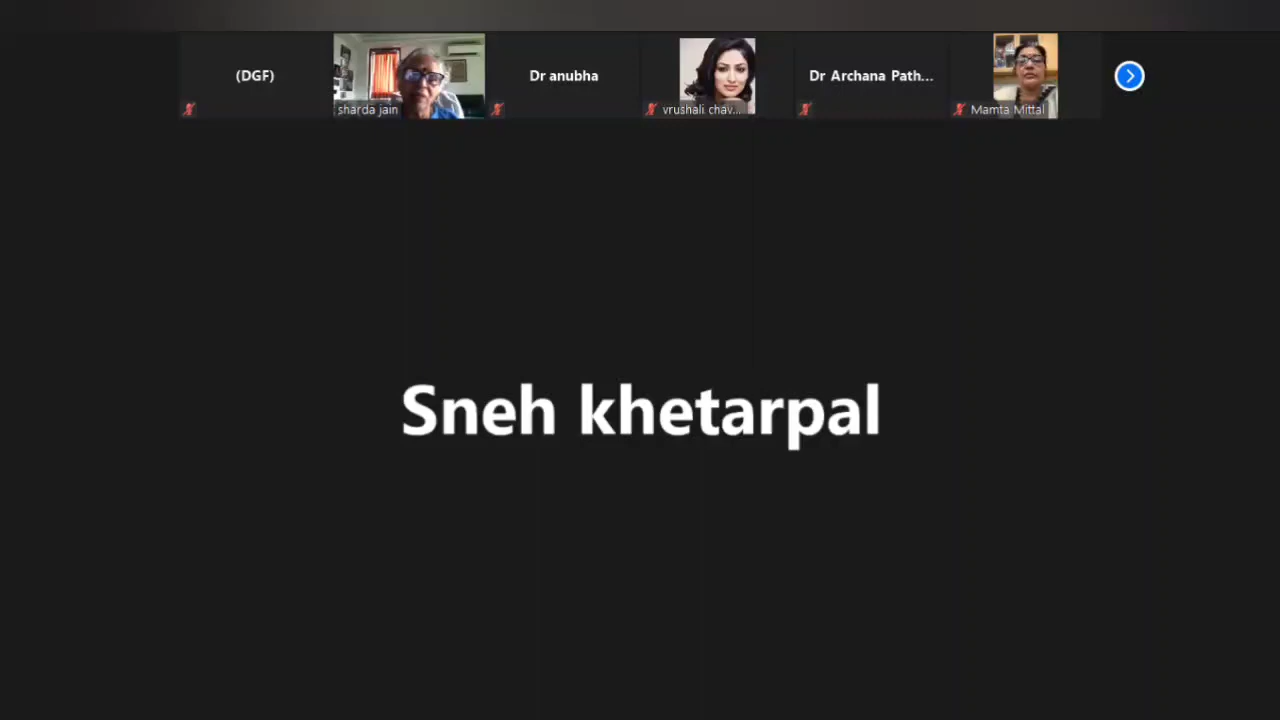 (DGF)
sharda jain
Dr anubha
vrushali chav...
Dr Archana Path...
Mamta Mittal
Sneh khetarpal